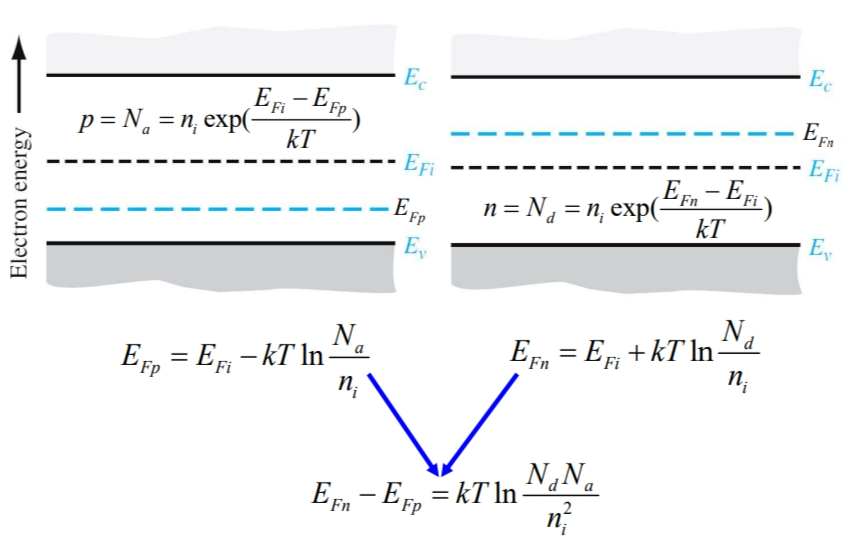 Electron energy
E_c
p = N_a = n_i exp(\frac{E_{Fi} - E_{Fp}}{kT})
E_{Fi}
E_{Fp}
E_v
E_c
E_{Fn}
E_{Fi}
n = N_d = n_i exp(\frac{E_{Fn} - E_{Fi}}{kT})
E_v
E_{Fp} = E_{Fi} - kT ln \frac{N_a}{n_i}
E_{Fn} = E_{Fi} + kT ln \frac{N_d}{n_i}
E_{Fn} - E_{Fp} = kT ln \frac{N_d N_a}{n_i^2}